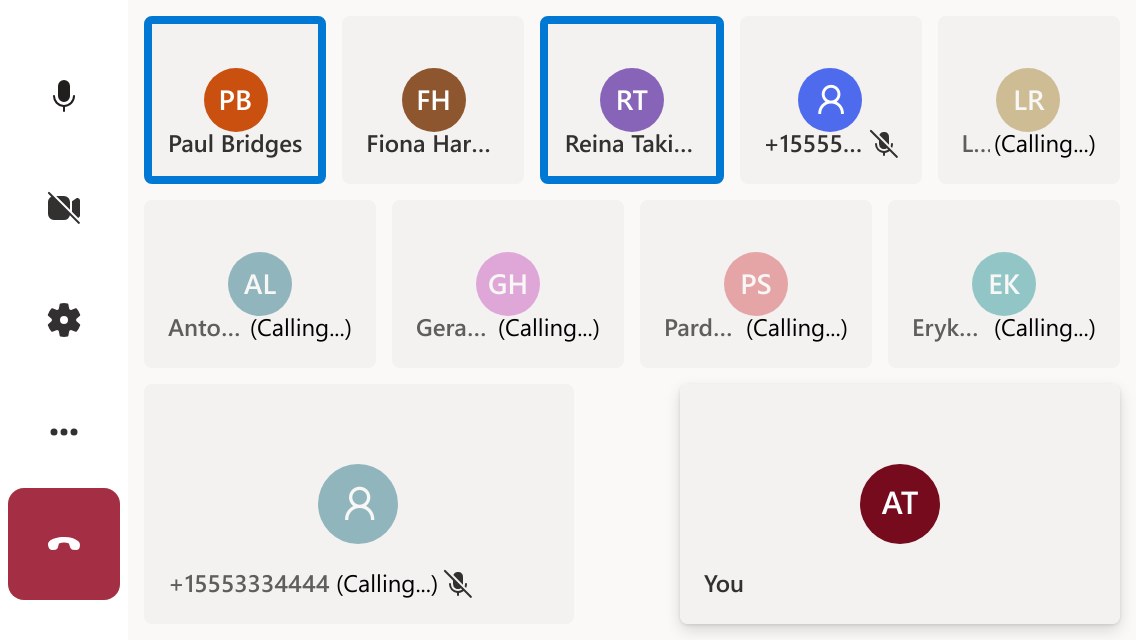 PB
Paul Bridges
FH
Fiona Har...
RT
Reina Taki...
+15555...
LR
L... (Calling...)
AL
Anto... (Calling...)
GH
Gera... (Calling...)
PS
Pard... (Calling...)
EK
Eryk... (Calling...)
+15553334444 (Calling...)
AT
You